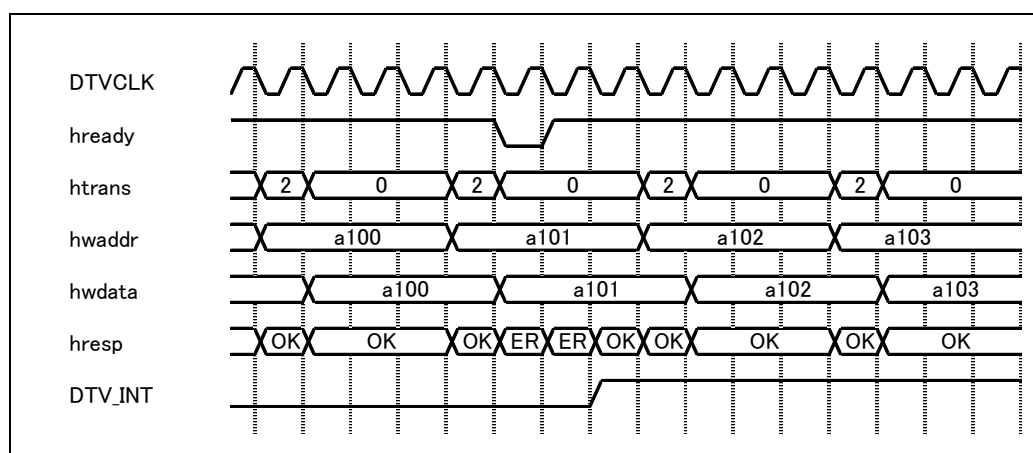 DTVCLK
hready
htrans 2 0 2 0 2 0 2 0
hwaddr a100 a101 a102 a103
hwdata a100 a101 a102 a103
hresp OK OK OK ER ER OK OK OK OK OK
DTV_INT